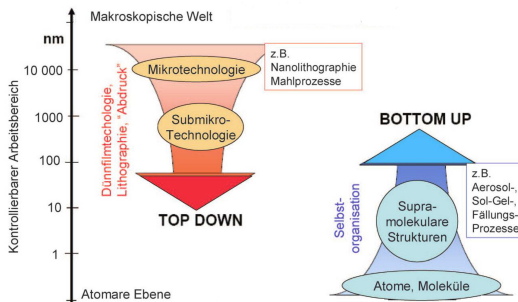 Makroskopische Welt
nm
10 000
1000
100
10
1
Kontrollierbarer Arbeitsbereich
Atomare Ebene
Dünnfilmtechologie,
Lithographie, "Abdruck"
Mikrotechnologie
Submikro-
Technologie
TOP DOWN
z.B.
Nanolithographie
Mahlprozesse
BOTTOM UP
Selbst-
organisation
Supra-
molekulare
Strukturen
Atome, Moleküle
z.B.
Aerosol-,
Sol-Gel-,
Fällungs-
Prozesse